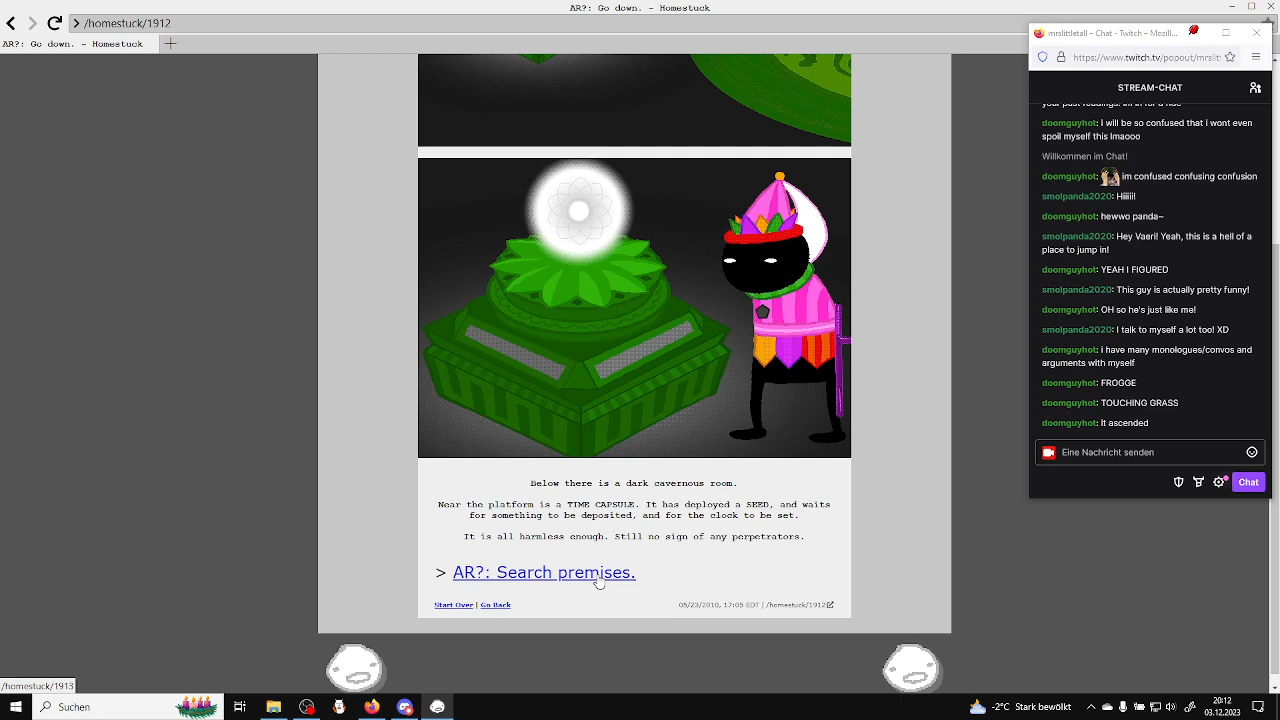 AR?: Go down. — Homestuck
> /homestuck/1912
AR?: Go down. — Homestuck
mrslittletall – Chat – Twitch – Mozill...
https://www.twitch.tv/popout/mrslitt
STREAM-CHAT
doomguyhot: i will be so confused that i wont even
spoil myself this lmaooo
Willkommen im Chat!
doomguyhot: im confused confusing confusion
smolpanda2020: Hiiiiii!
doomguyhot: hewwo panda~
smolpanda2020: Hey Vaeri! Yeah, this is a hell of a
place to jump in!
doomguyhot: YEAH I FIGURED
smolpanda2020: This guy is actually pretty funny!
doomguyhot: OH so he's just like me!
smolpanda2020: I talk to myself a lot too! XD
doomguyhot: i have many monologues/convos and
arguments with myself
doomguyhot: FROGGE
doomguyhot: TOUCHING GRASS
doomguyhot: it ascended
Eine Nachricht senden
Chat
Below there is a dark cavernous room.
Near the platform is a TIME CAPSULE. It has deployed a SEED, and waits
for something to be deposited, and for the clock to be set.
It is all harmless enough. Still no sign of any perpetrators.
> AR?: Search premises.
Start Over | Go Back
05/23/2010, 17:05 EDT | /homestuck/1912
/homestuck/1913
Suchen
-2°C Stark bewölkt
20:12
03.12.2023